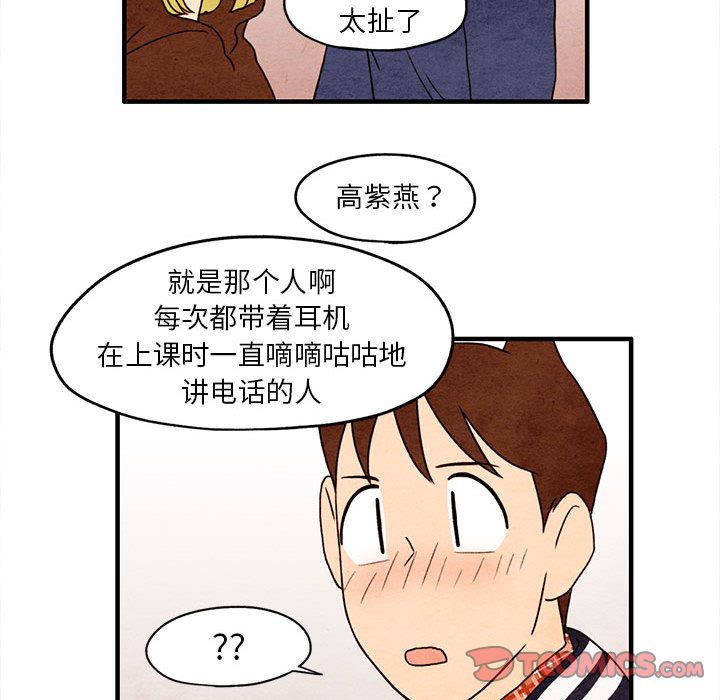 太扯了
高紫燕？
就是那个人啊
每次都带着耳机
在上课时一直嘀嘀咕咕地
讲电话的人
??
TOOMICS.COM